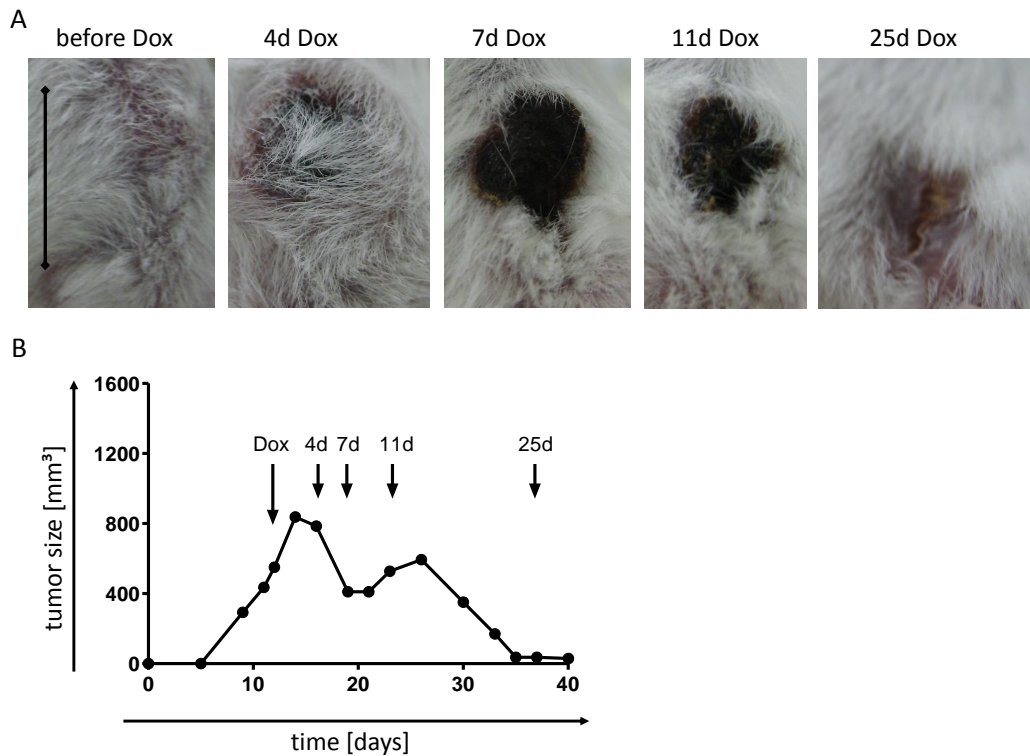 A
before Dox 4d Dox 7d Dox 11d Dox 25d Dox
B
tumor size [mm³]
1600
1200
800
400
0
Dox 4d 7d 11d 25d
0 10 20 30 40
time [days]